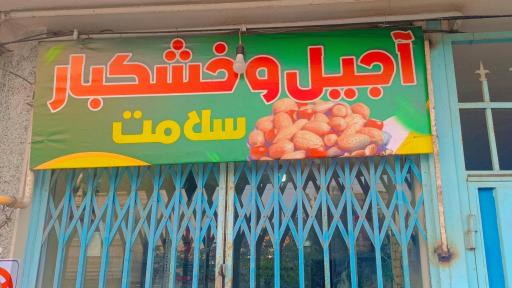 آجیل و خشکبار
سلامت